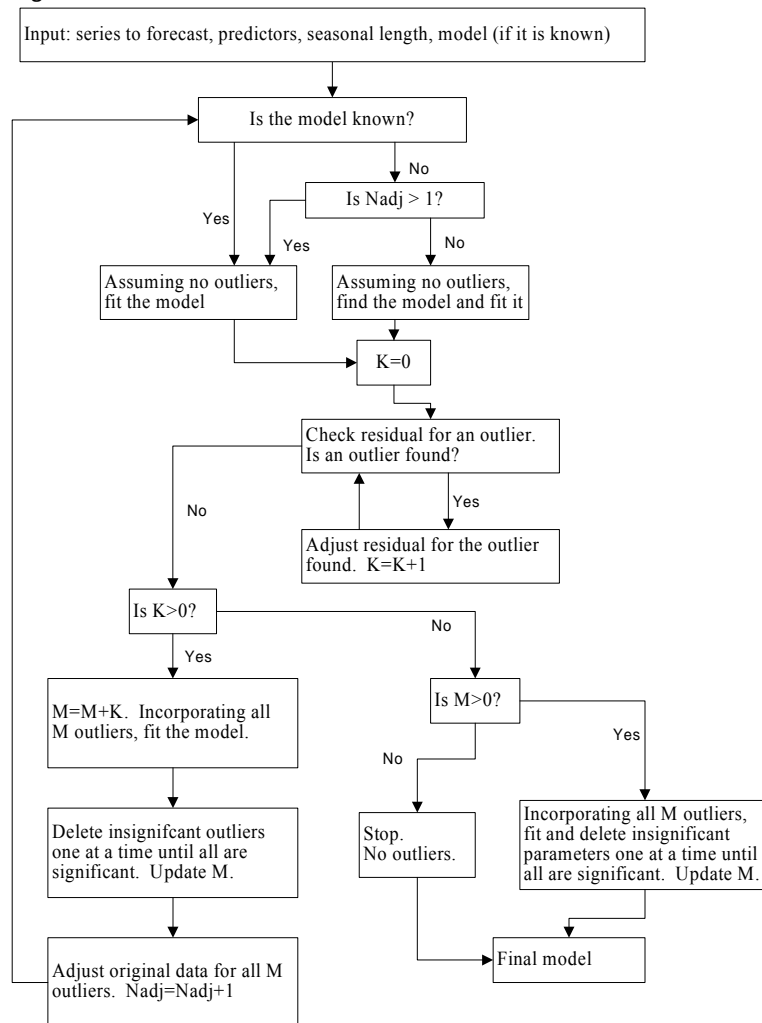 Input: series to forecast, predictors, seasonal length, model (if it is known)
Is the model known?
No
Is Nadj > 1?
Yes
Yes
No
Assuming no outliers,
fit the model
Assuming no outliers,
find the model and fit it
K=0
Check residual for an outlier.
Is an outlier found?
No
Yes
Adjust residual for the outlier
found. K=K+1
Is K>0?
No
Yes
M=M+K. Incorporating all
M outliers, fit the model.
Is M>0?
No
Yes
Delete insignifcant outliers
one at a time until all are
significant. Update M.
Stop.
No outliers.
Incorporating all M outliers,
fit and delete insignificant
parameters one at a time until
all are significant. Update M.
Adjust original data for all M
outliers. Nadj=Nadj+1
Final model